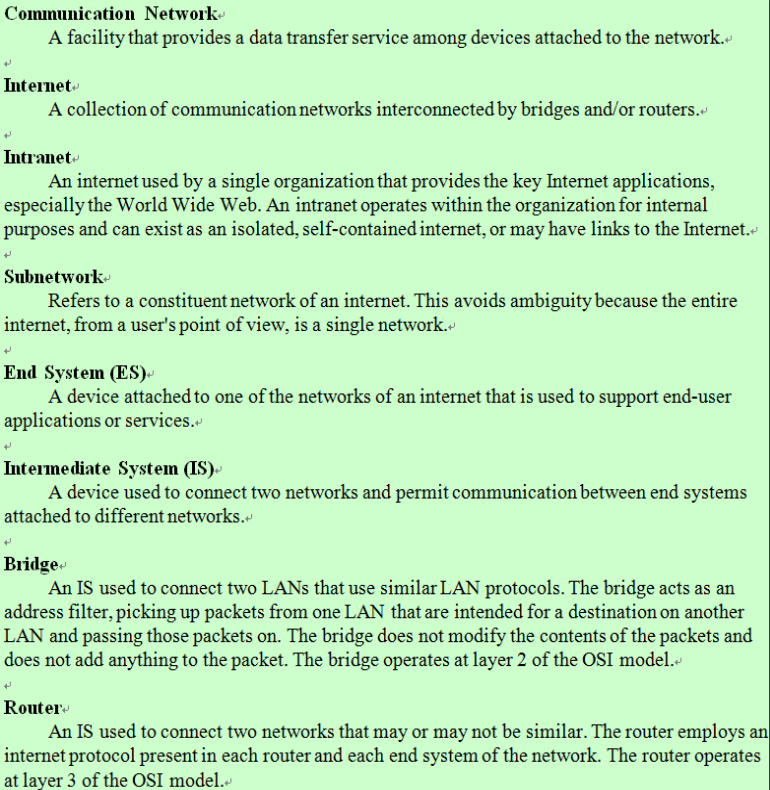 Communication Network
A facility that provides a data transfer service among devices attached to the network.
Internet
A collection of communication networks interconnected by bridges and/or routers.
Intranet
An internet used by a single organization that provides the key Internet applications,
especially the World Wide Web. An intranet operates within the organization for internal
purposes and can exist as an isolated, self-contained internet, or may have links to the Internet.
Subnetwork
Refers to a constituent network of an internet. This avoids ambiguity because the entire
internet, from a user's point of view, is a single network.
End System (ES)
A device attached to one of the networks of an internet that is used to support end-user
applications or services.
Intermediate System (IS)
A device used to connect two networks and permit communication between end systems
attached to different networks.
Bridge
An IS used to connect two LANs that use similar LAN protocols. The bridge acts as an
address filter, picking up packets from one LAN that are intended for a destination on another
LAN and passing those packets on. The bridge does not modify the contents of the packets and
does not add anything to the packet. The bridge operates at layer 2 of the OSI model.
Router
An IS used to connect two networks that may or may not be similar. The router employs an
internet protocol present in each router and each end system of the network. The router operates
at layer 3 of the OSI model.